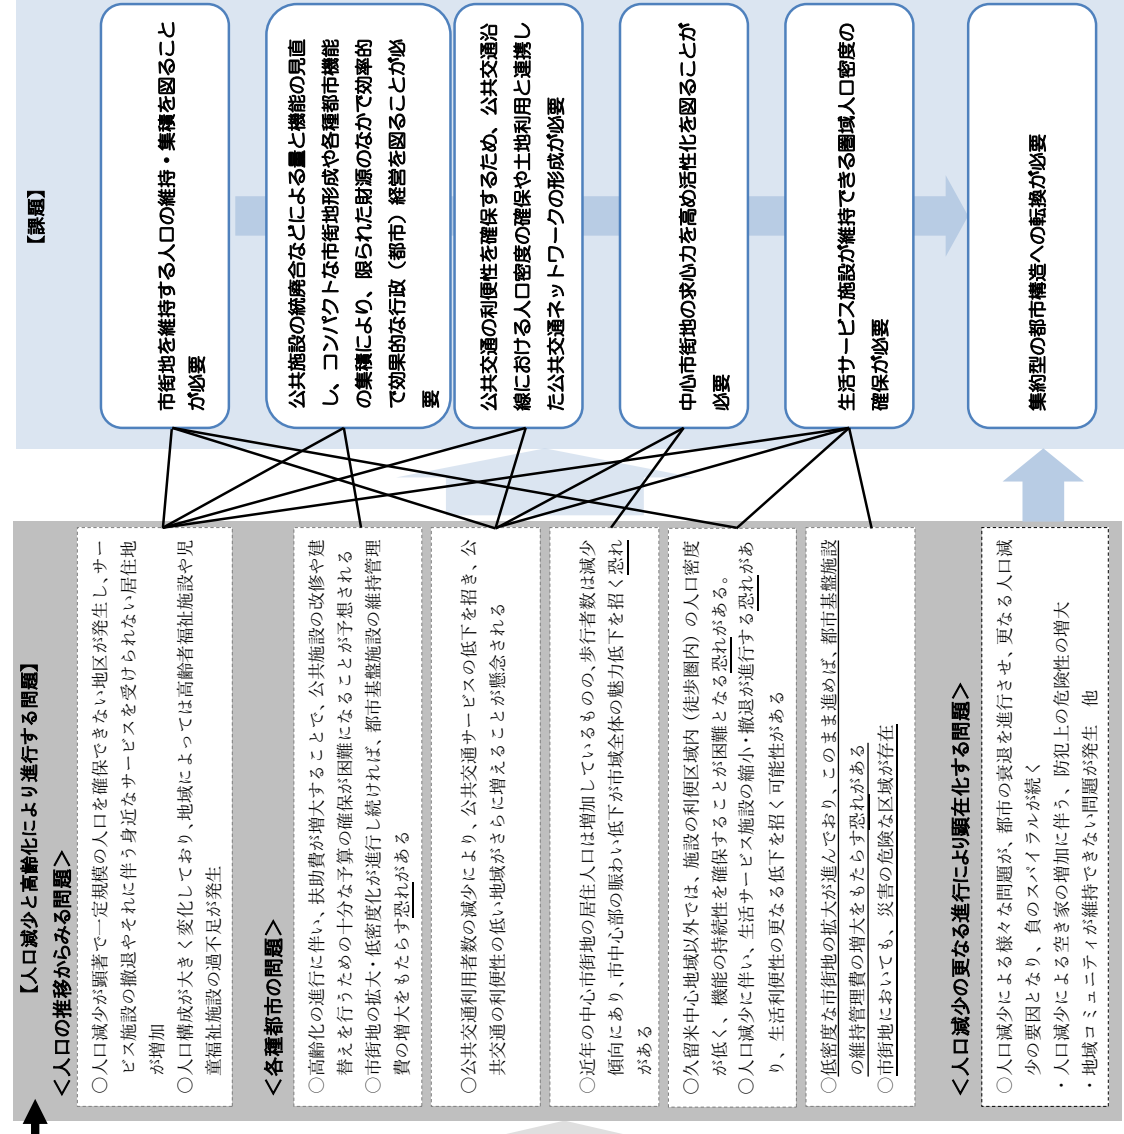 【人口減少と高齢化により進行する問題】
＜人口の推移からみる問題＞
○人口減少が顕著で一定規模の人口を確保できない地区が発生し、サー
ビス施設の撤退やそれに伴う身近なサービスを受けられない居住地
が増加
○人口構成が大きく変化しており、地域によっては高齢者福祉施設や児
童福祉施設の過不足が発生
＜各種都市の問題＞
○高齢化の進行に伴い、扶助費が増大することで、公共施設の改修や建
替えを行うための十分な予算の確保が困難になることが予想される
○市街地の拡大・低密度化が進行し続ければ、都市基盤施設の維持管理
費の増大をもたらす恐れがある
○公共交通利用者数の減少により、公共交通サービスの低下を招き、公
共交通の利便性の低い地域がさらに増えることが懸念される
○近年の中心市街地の居住人口は増加しているものの、歩行者数は減少
傾向にあり、市中心部の賑わい低下が市域全体の魅力低下を招く恐れ
がある
○久留米中心地域以外では、施設の利便区域内（徒歩圏内）の人口密度
が低く、機能の持続性を確保することが困難となる恐れがある。
○人口減少に伴い、生活サービス施設の縮小・撤退が進行する恐れがあ
り、生活利便性の更なる低下を招く可能性がある
○低密度な市街地の拡大が進んでおり、このまま進めば、都市基盤施設
の維持管理費の増大をもたらす恐れがある
○市街地においても、災害の危険な区域が存在
＜人口減少の更なる進行により顕在化する問題＞
○人口減少による様々な問題が、都市の衰退を進行させ、更なる人口減
少の要因となり、負のスパイラルが続く
・人口減少による空き家の増加に伴う、防犯上の危険性の増大
・地域コミュニティが維持できない問題が発生　他
【課題】
市街地を維持する人口の維持・集積を図ること
が必要
公共施設の統廃合などによる量と機能の見直
し、コンパクトな市街地形成や各種都市機能
の集積により、限られた財源のなかで効率的
で効果的な行政（都市）経営を図ることが必
要
公共交通の利便性を確保するため、公共交通沿
線における人口密度の確保や土地利用と連携し
た公共交通ネットワークの形成が必要
中心市街地の求心力を高め活性化を図ることが
必要
生活サービス施設が維持できる圏域人口密度の
確保が必要
集約型の都市構造への転換が必要